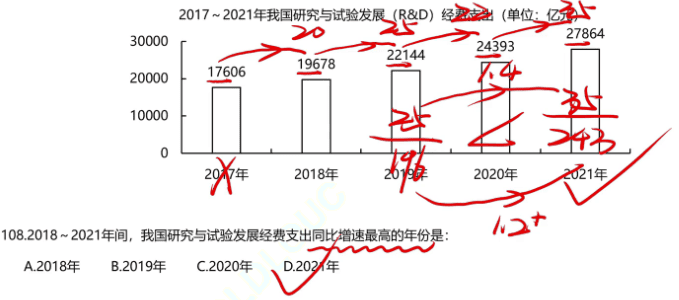 2017～2021年我国研究与试验发展（R&D）经费支出（单位：亿元）
20 25 22 35
30000 20000 10000 0
17606 19678 22144 24393 27864
1.4
25 35
196 243
2017年 2018年 2019年 2020年 2021年
1.2+
108.2018～2021年间，我国研究与试验发展经费支出同比增速最高的年份是：
A.2018年 B.2019年 C.2020年 D.2021年